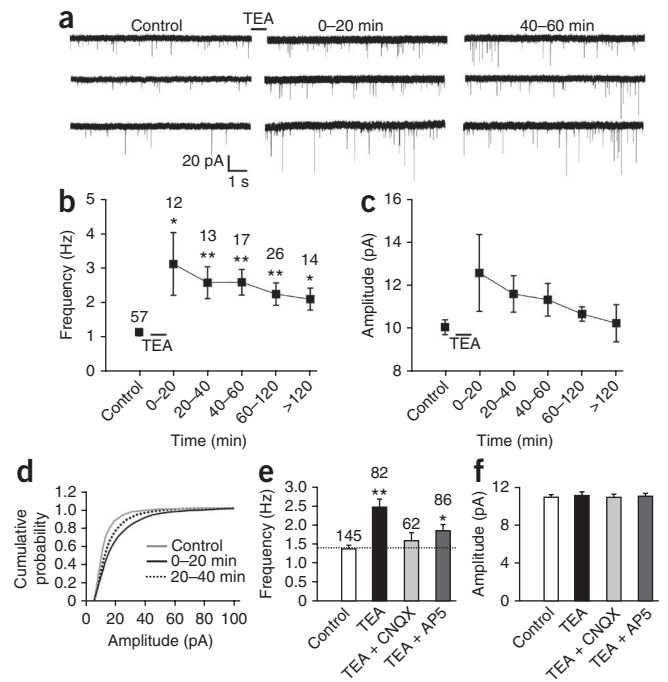 a
Control
TEA
0–20 min
40–60 min
20 pA
1 s
b
Frequency (Hz)
5
4
3
2
1
0
57
TEA
12
*
13
**
17
**
26
**
14
*
Control
0–20
20–40
40–60
60–120
>120
Time (min)
c
Amplitude (pA)
16
14
12
10
8
TEA
Control
0–20
20–40
40–60
60–120
>120
Time (min)
d
Cumulative
probability
1.2
1.0
0.8
0.6
0.4
0.2
0
Control
0–20 min
20–40 min
0
20
40
60
80
100
Amplitude (pA)
e
Frequency (Hz)
3.0
2.5
2.0
1.5
1.0
0.5
0
145
82
**
62
86
*
Control
TEA
TEA + CNQX
TEA + AP5
f
Amplitude (pA)
12
8
4
0
Control
TEA
TEA + CNQX
TEA + AP5